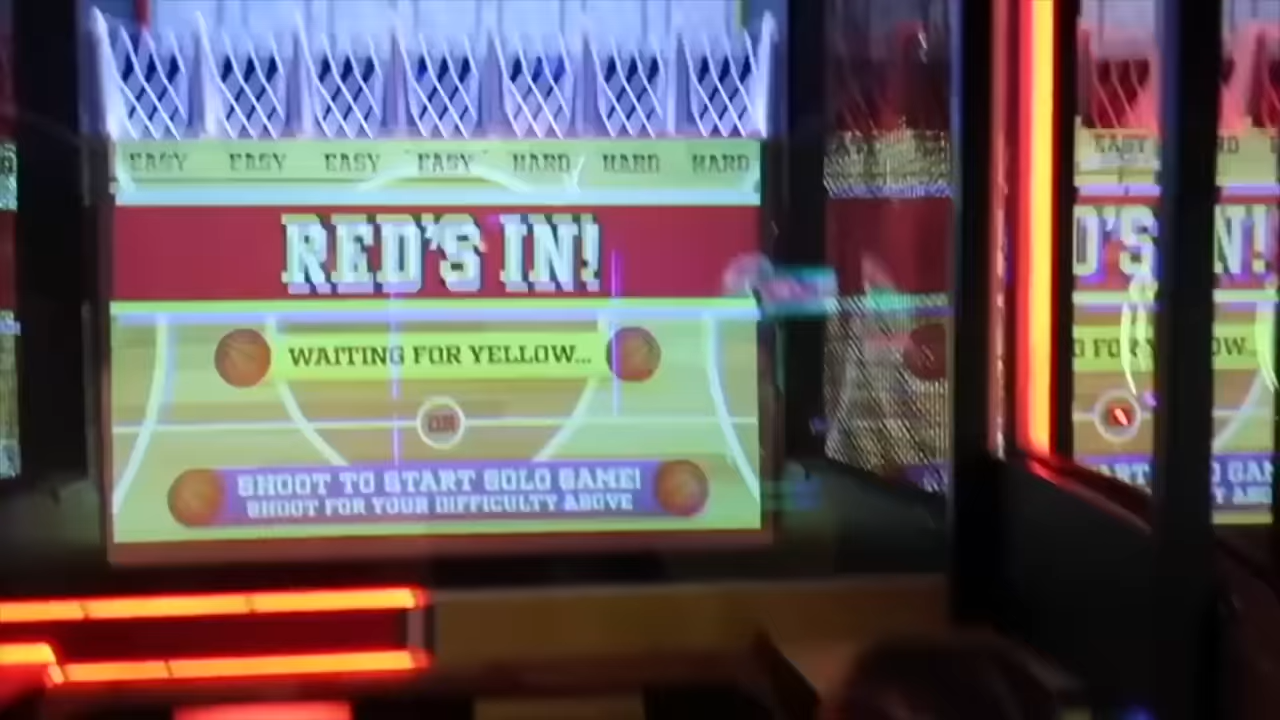 EASY EASY EASY EASY HARD HARD HARD
RED'S IN!
WAITING FOR YELLOW...
OR
SHOOT TO START SOLO GAME!
SHOOT FOR YOUR DIFFICULTY ABOVE